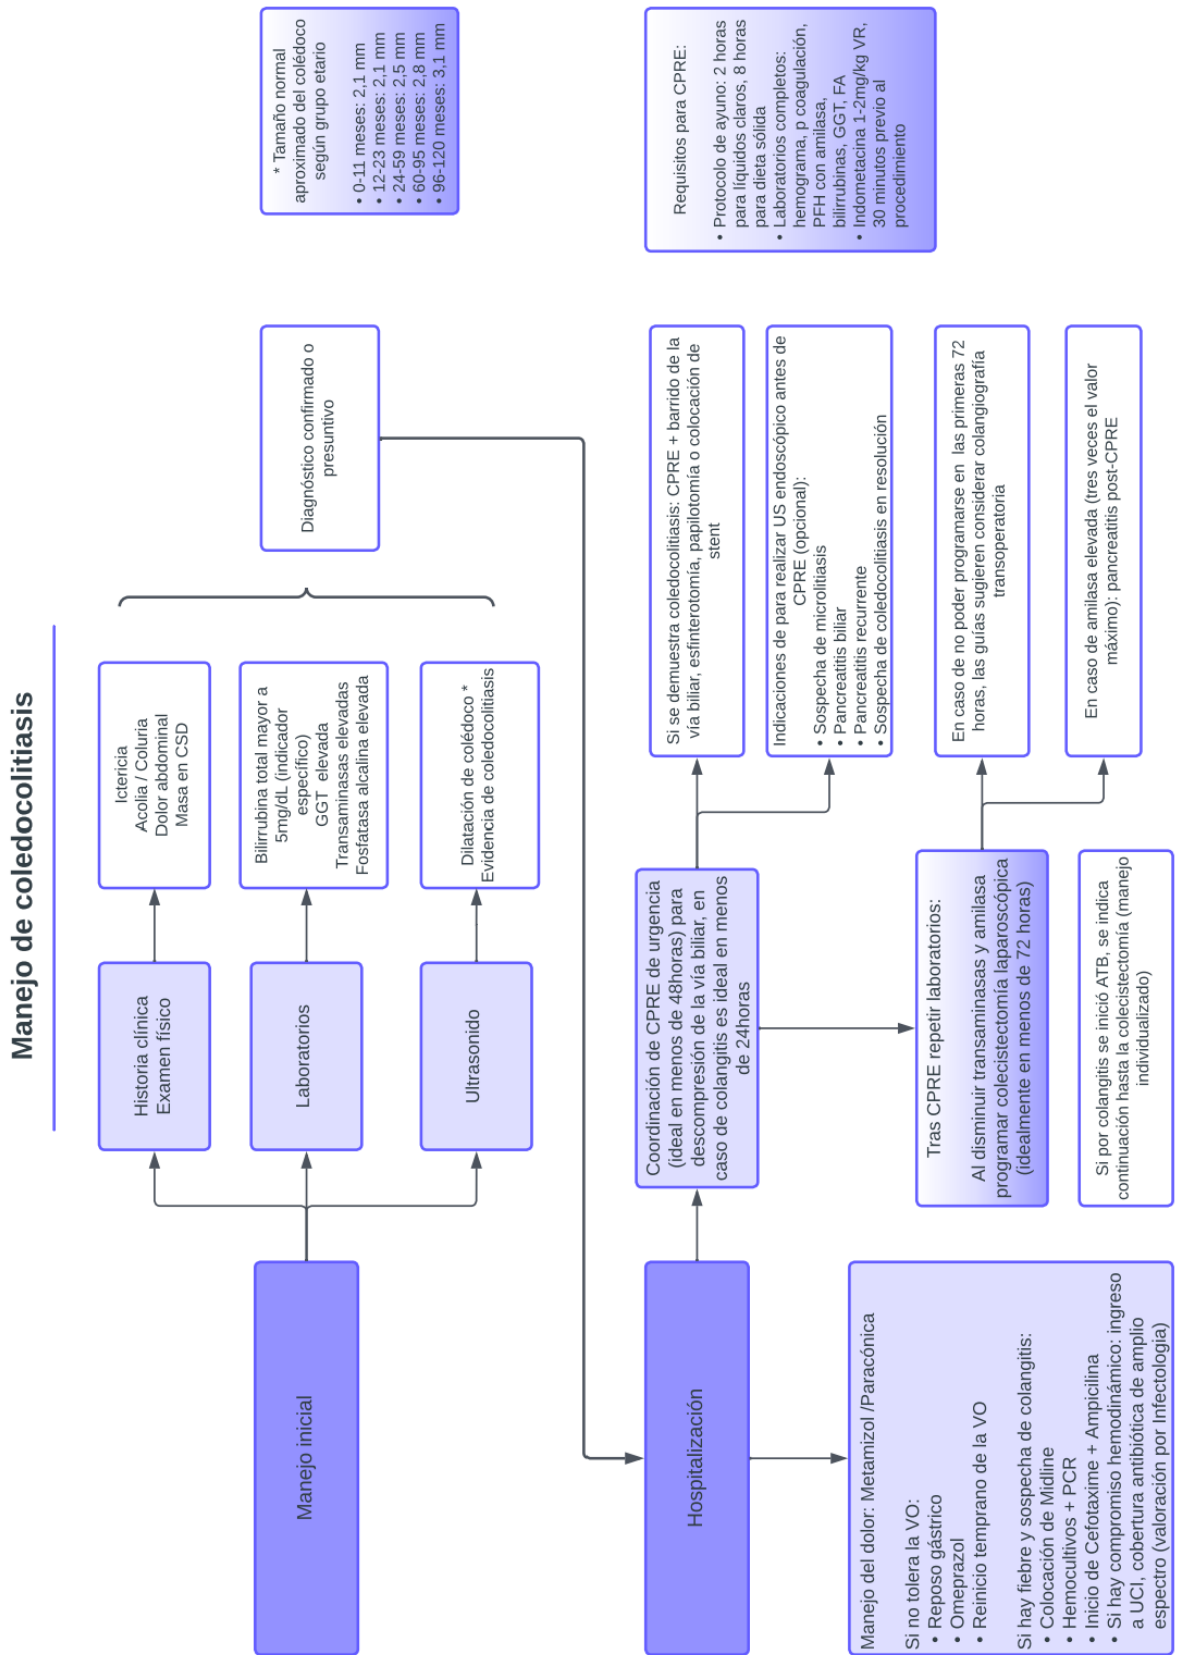 Manejo de coledocolitiasis
Manejo inicial
Historia clínica
Examen físico
Ictericia
Acolia / Coluria
Dolor abdominal
Masa en CSD
Laboratorios
Bilirrubina total mayor a
5mg/dL (indicador
específico)
GGT elevada
Transaminasas elevadas
Fosfatasa alcalina elevada
Ultrasonido
Dilatación de colédoco *
Evidencia de coledocolitiasis
Diagnóstico confirmado o
presuntivo
* Tamaño normal
aproximado del colédoco
según grupo etario
• 0-11 meses: 2,1 mm
• 12-23 meses: 2,1 mm
• 24-59 meses: 2,5 mm
• 60-95 meses: 2,8 mm
• 96-120 meses: 3,1 mm
Hospitalización
Coordinación de CPRE de urgencia
(ideal en menos de 48horas) para
descompresión de la vía biliar, en
caso de colangitis es ideal en menos
de 24horas
Si se demuestra coledocolitiasis: CPRE + barrido de la
vía biliar, esfinterotomía, papilotomía o colocación de
stent
Indicaciones de para realizar US endoscópico antes de
CPRE (opcional):
• Sospecha de microlitiasis
• Pancreatitis biliar
• Pancreatitis recurrente
• Sospecha de coledocolitiasis en resolución
Requisitos para CPRE:
• Protocolo de ayuno: 2 horas
para líquidos claros, 8 horas
para dieta sólida
• Laboratorios completos:
hemograma, p coagulación,
PFH con amilasa,
bilirrubinas, GGT, FA
• Indometacina 1-2mg/kg VR,
30 minutos previo al
procedimiento
Manejo del dolor: Metamizol /Paracónica
Si no tolera la VO:
• Reposo gástrico
• Omeprazol
• Reinicio temprano de la VO
Si hay fiebre y sospecha de colangitis:
• Colocación de Midline
• Hemocultivos + PCR
• Inicio de Cefotaxime + Ampicilina
• Si hay compromiso hemodinámico: ingreso
a UCI, cobertura antibiótica de amplio
espectro (valoración por Infectologia)
Tras CPRE repetir laboratorios:
Al disminuir transaminasas y amilasa
programar colecistectomía laparoscópica
(idealmente en menos de 72 horas)
Si por colangitis se inició ATB, se indica
continuación hasta la colecistectomía (manejo
individualizado)
En caso de no poder programarse en las primeras 72
horas, las guías sugieren considerar colangiografía
transoperatoria
En caso de amilasa elevada (tres veces el valor
máximo): pancreatitis post-CPRE